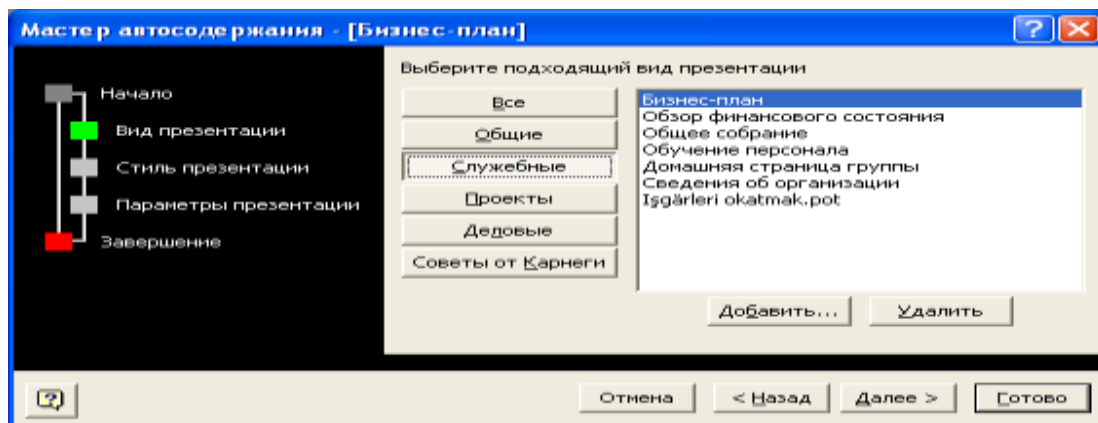 Мастер автосодержания - [Бизнес-план]
Начало
Вид презентации
Стиль презентации
Параметры презентации
Завершение
Выберите подходящий вид презентации
Все
Общие
Служебные
Проекты
Деловые
Советы от Карнеги
Бизнес-план
Обзор финансового состояния
Общее собрание
Обучение персонала
Домашняя страница группы
Сведения об организации
Işgärleri okatmak.pot
Добавить...
Удалить
Отмена
< Назад
Далее >
Готово